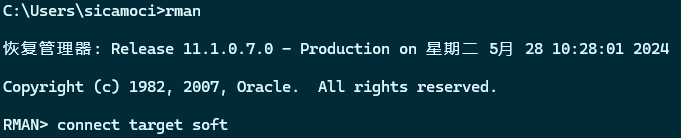 C:\Users\sicamoci>rman
恢复管理器: Release 11.1.0.7.0 - Production on 星期二 5月 28 10:28:01 2024
Copyright (c) 1982, 2007, Oracle.  All rights reserved.
RMAN> connect target soft